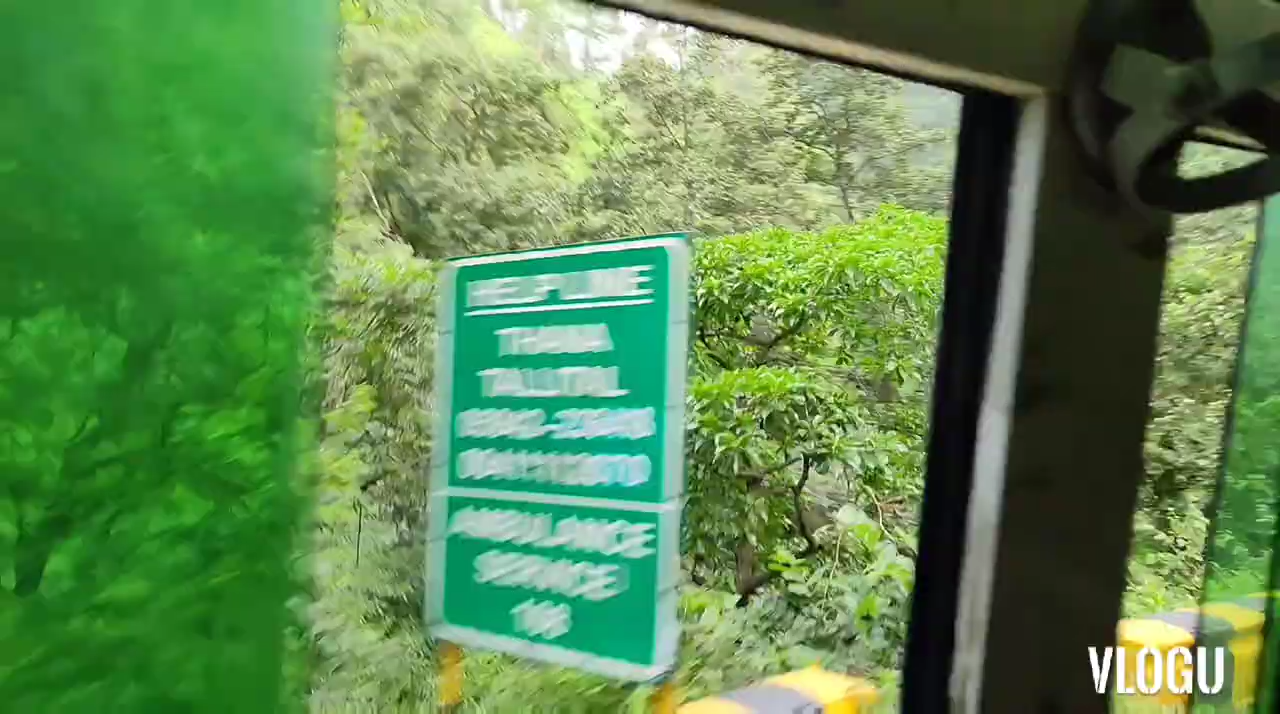 HELPLINE
THANA
TALLITAL
AMBULANCE
SERVICE
108
VLOGU